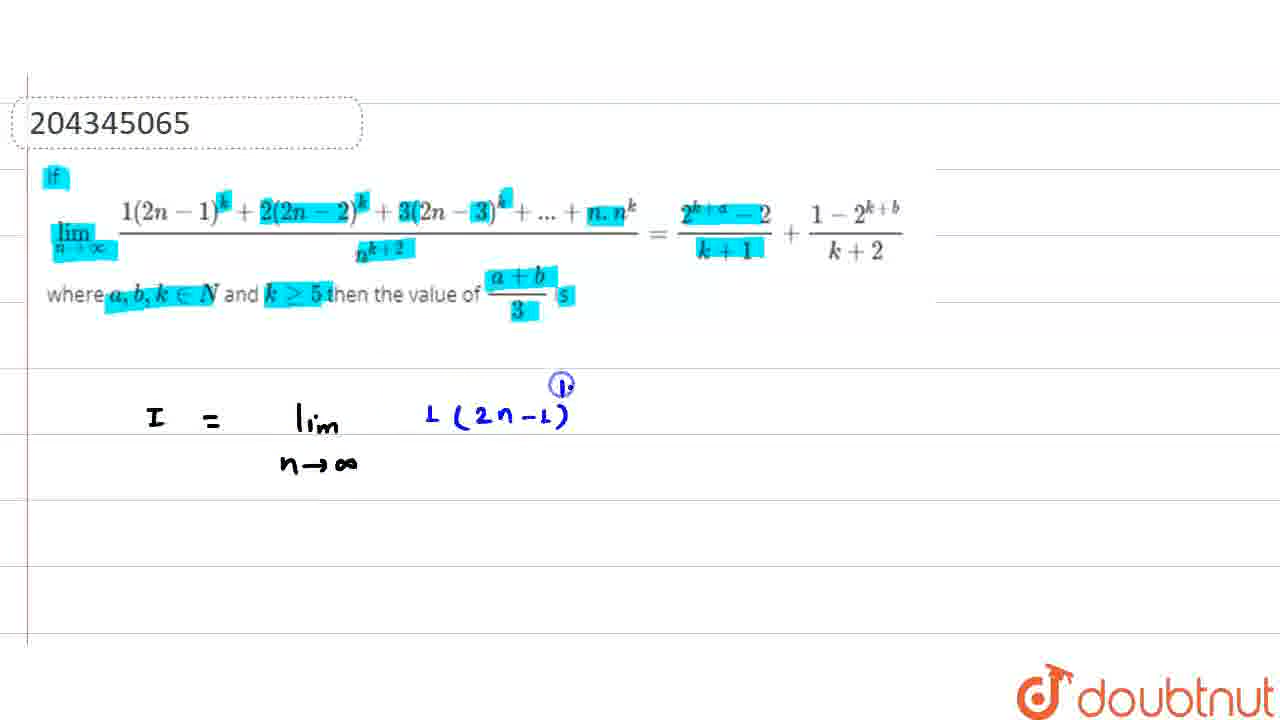 204345065
If
lim n→∞ (1(2n − 1)^k + 2(2n − 2)^k + 3(2n − 3)^k + ... + n. n^k) / n^{k+2} = (2^{k+a} − 2) / (k + 1) + (1 − 2^{k+b}) / (k + 2)
where a, b, k ∈ N and k ≥ 5 then the value of (a + b) / 3 is
I = lim n→∞ 1 (2n − 1)
doubtnut